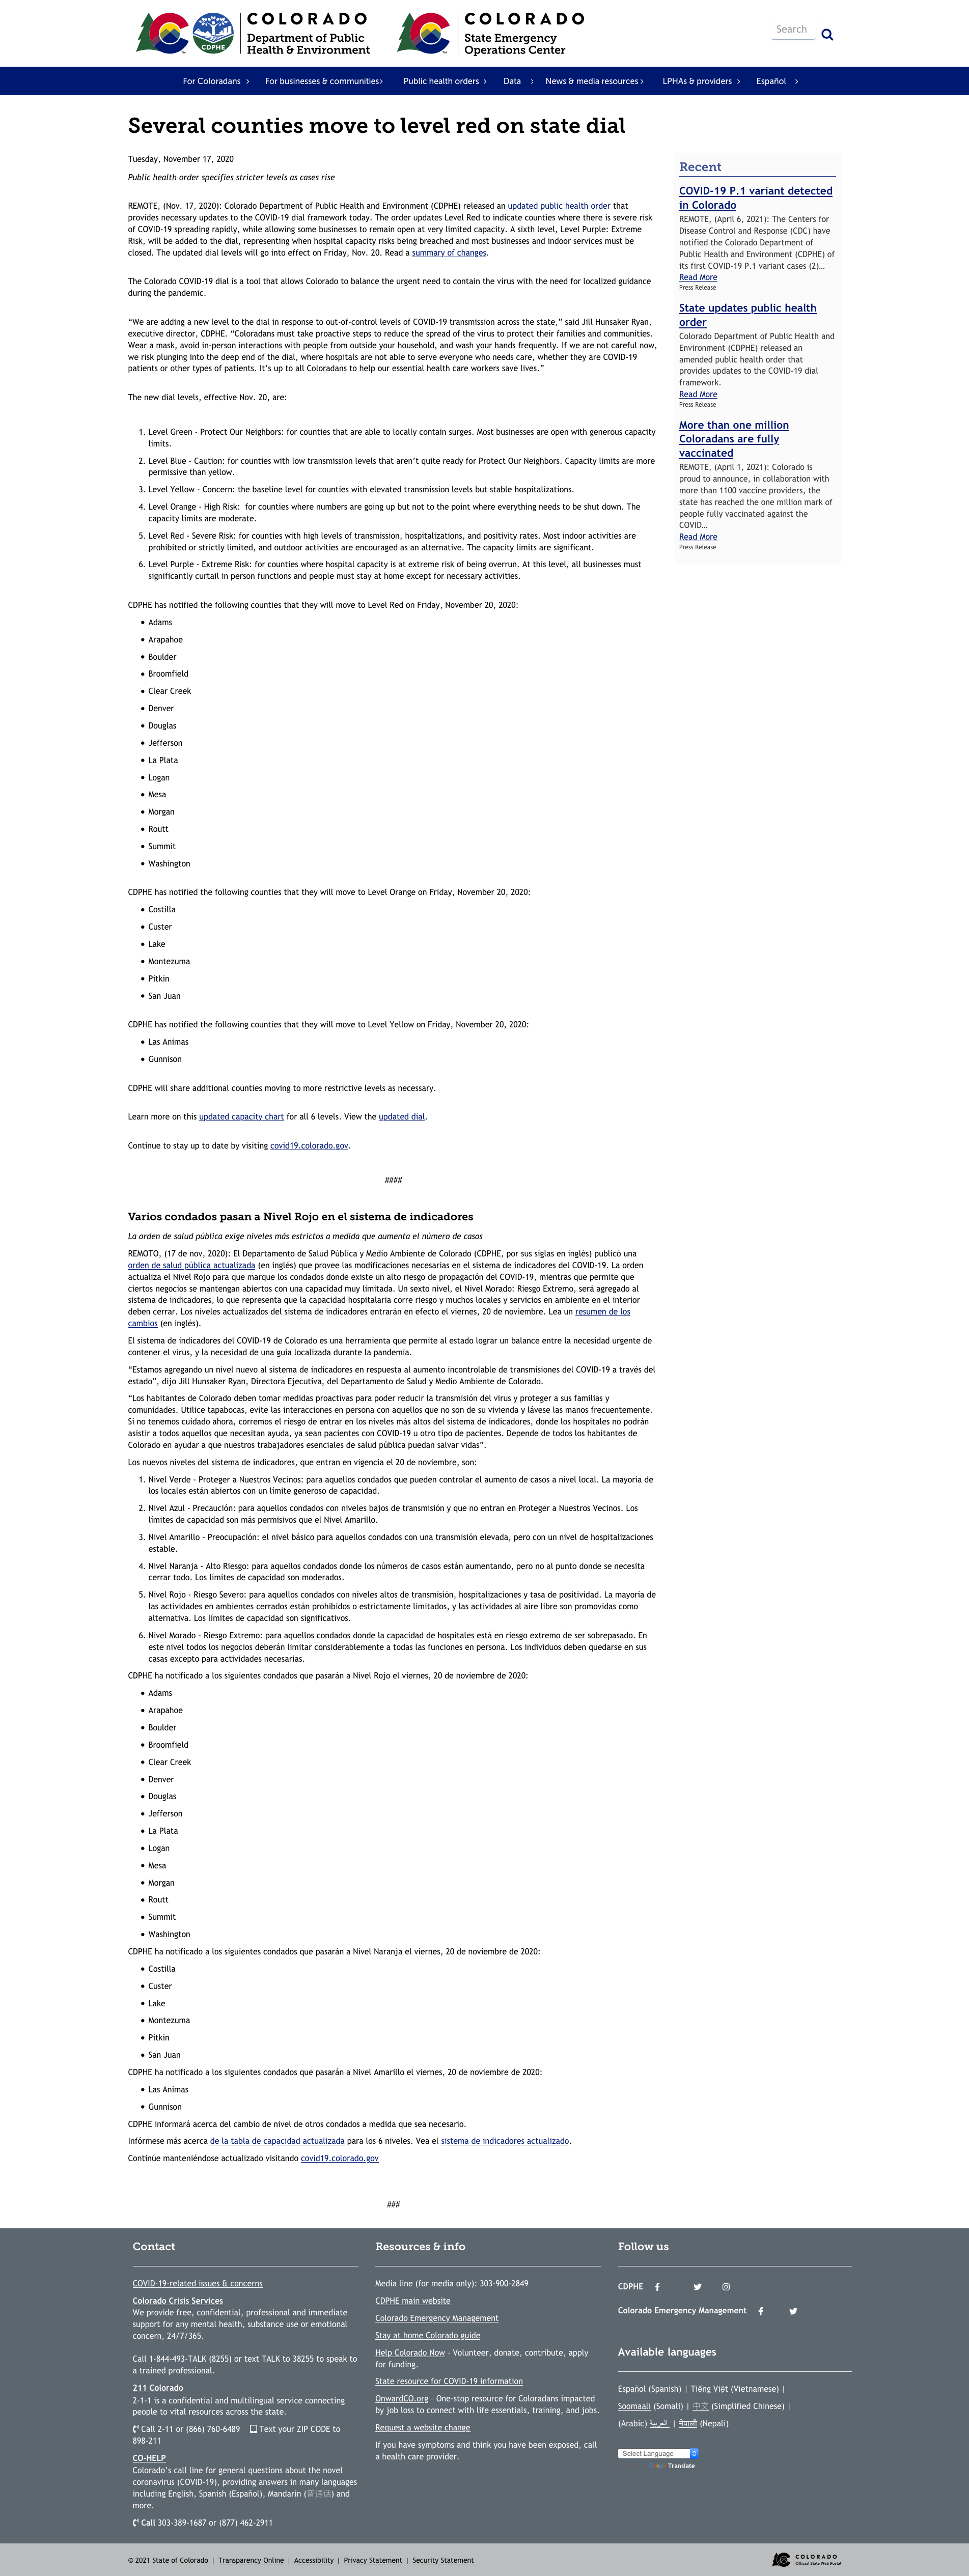 COLORADO
Department of Public
Health & Environment
CDPHE
COLORADO
State Emergency
Operations Center
Search
For Coloradans
For businesses & communities
Public health orders
Data
News & media resources
LPHAs & providers
Español
Several counties move to level red on state dial
Tuesday, November 17, 2020
Public health order specifies stricter levels as cases rise
REMOTE, (Nov. 17, 2020): Colorado Department of Public Health and Environment (CDPHE) released an updated public health order that
provides necessary updates to the COVID-19 dial framework today. The order updates Level Red to indicate counties where there is severe risk
of COVID-19 spreading rapidly, while allowing some businesses to remain open at very limited capacity. A sixth level, Level Purple: Extreme
Risk, will be added to the dial, representing when hospital capacity risks being breached and most businesses and indoor services must be
closed. The updated dial levels will go into effect on Friday, Nov. 20. Read a summary of changes.
The Colorado COVID-19 dial is a tool that allows Colorado to balance the urgent need to contain the virus with the need for localized guidance
during the pandemic.
“We are adding a new level to the dial in response to out-of-control levels of COVID-19 transmission across the state,” said Jill Hunsaker Ryan,
executive director, CDPHE. “Coloradans must take proactive steps to reduce the spread of the virus to protect their families and communities.
Wear a mask, avoid in-person interactions with people from outside your household, and wash your hands frequently. If we are not careful now,
we risk plunging into the deep end of the dial, where hospitals are not able to serve everyone who needs care, whether they are COVID-19
patients or other types of patients. It’s up to all Coloradans to help our essential health care workers save lives.”
The new dial levels, effective Nov. 20, are:
1. Level Green - Protect Our Neighbors: for counties that are able to locally contain surges. Most businesses are open with generous capacity
limits.
2. Level Blue - Caution: for counties with low transmission levels that aren’t quite ready for Protect Our Neighbors. Capacity limits are more
permissive than yellow.
3. Level Yellow - Concern: the baseline level for counties with elevated transmission levels but stable hospitalizations.
4. Level Orange - High Risk: for counties where numbers are going up but not to the point where everything needs to be shut down. The
capacity limits are moderate.
5. Level Red - Severe Risk: for counties with high levels of transmission, hospitalizations, and positivity rates. Most indoor activities are
prohibited or strictly limited, and outdoor activities are encouraged as an alternative. The capacity limits are significant.
6. Level Purple - Extreme Risk: for counties where hospital capacity is at extreme risk of being overrun. At this level, all businesses must
significantly curtail in person functions and people must stay at home except for necessary activities.
CDPHE has notified the following counties that they will move to Level Red on Friday, November 20, 2020:
Adams
Arapahoe
Boulder
Broomfield
Clear Creek
Denver
Douglas
Jefferson
La Plata
Logan
Mesa
Morgan
Routt
Summit
Washington
CDPHE has notified the following counties that they will move to Level Orange on Friday, November 20, 2020:
Costilla
Custer
Lake
Montezuma
Pitkin
San Juan
CDPHE has notified the following counties that they will move to Level Yellow on Friday, November 20, 2020:
Las Animas
Gunnison
CDPHE will share additional counties moving to more restrictive levels as necessary.
Learn more on this updated capacity chart for all 6 levels. View the updated dial.
Continue to stay up to date by visiting covid19.colorado.gov.
####
Varios condados pasan a Nivel Rojo en el sistema de indicadores
La orden de salud pública exige niveles más estrictos a medida que aumenta el número de casos
REMOTO, (17 de nov, 2020): El Departamento de Salud Pública y Medio Ambiente de Colorado (CDPHE, por sus siglas en inglés) publicó una
orden de salud pública actualizada (en inglés) que provee las modificaciones necesarias en el sistema de indicadores del COVID-19. La orden
actualiza el Nivel Rojo para que marque los condados donde existe un alto riesgo de propagación del COVID-19, mientras que permite que
ciertos negocios se mantengan abiertos con una capacidad muy limitada. Un sexto nivel, el Nivel Morado: Riesgo Extremo, será agregado al
sistema de indicadores, lo que representa que la capacidad hospitalaria corre riesgo y muchos locales y servicios en ambiente en el interior
deben cerrar. Los niveles actualizados del sistema de indicadores entrarán en efecto el viernes, 20 de noviembre. Lea un resumen de los
cambios (en inglés).
El sistema de indicadores del COVID-19 de Colorado es una herramienta que permite al estado lograr un balance entre la necesidad urgente de
contener el virus, y la necesidad de una guía localizada durante la pandemia.
“Estamos agregando un nivel nuevo al sistema de indicadores en respuesta al aumento incontrolable de transmisiones del COVID-19 a través del
estado”, dijo Jill Hunsaker Ryan, Directora Ejecutiva, del Departamento de Salud y Medio Ambiente de Colorado.
“Los habitantes de Colorado deben tomar medidas proactivas para poder reducir la transmisión del virus y proteger a sus familias y
comunidades. Utilice tapabocas, evite las interacciones en persona con aquellos que no son de su vivienda y lávese las manos frecuentemente.
Si no tenemos cuidado ahora, corremos el riesgo de entrar en los niveles más altos del sistema de indicadores, donde los hospitales no podrán
asistir a todos aquellos que necesitan ayuda, ya sean pacientes con COVID-19 u otro tipo de pacientes. Depende de todos los habitantes de
Colorado en ayudar a que nuestros trabajadores esenciales de salud pública puedan salvar vidas”.
Los nuevos niveles del sistema de indicadores, que entran en vigencia el 20 de noviembre, son:
1. Nivel Verde - Proteger a Nuestros Vecinos: para aquellos condados que pueden controlar el aumento de casos a nivel local. La mayoría de
los locales están abiertos con un límite generoso de capacidad.
2. Nivel Azul - Precaución: para aquellos condados con niveles bajos de transmisión y que no entran en Proteger a Nuestros Vecinos. Los
límites de capacidad son más permisivos que el Nivel Amarillo.
3. Nivel Amarillo - Preocupación: el nivel básico para aquellos condados con una transmisión elevada, pero con un nivel de hospitalizaciones
estable.
4. Nivel Naranja - Alto Riesgo: para aquellos condados donde los números de casos están aumentando, pero no al punto donde se necesita
cerrar todo. Los límites de capacidad son moderados.
5. Nivel Rojo - Riesgo Severo: para aquellos condados con niveles altos de transmisión, hospitalizaciones y tasa de positividad. La mayoría de
las actividades en ambientes cerrados están prohibidos o estrictamente limitados, y las actividades al aire libre son promovidas como
alternativa. Los límites de capacidad son significativos.
6. Nivel Morado - Riesgo Extremo: para aquellos condados donde la capacidad de hospitales está en riesgo extremo de ser sobrepasado. En
este nivel todos los negocios deberán limitar considerablemente a todas las funciones en persona. Los individuos deben quedarse en sus
casas excepto para actividades necesarias.
CDPHE ha notificado a los siguientes condados que pasarán a Nivel Rojo el viernes, 20 de noviembre de 2020:
Adams
Arapahoe
Boulder
Broomfield
Clear Creek
Denver
Douglas
Jefferson
La Plata
Logan
Mesa
Morgan
Routt
Summit
Washington
CDPHE ha notificado a los siguientes condados que pasarán a Nivel Naranja el viernes, 20 de noviembre de 2020:
Costilla
Custer
Lake
Montezuma
Pitkin
San Juan
CDPHE ha notificado a los siguientes condados que pasarán a Nivel Amarillo el viernes, 20 de noviembre de 2020:
Las Animas
Gunnison
CDPHE informará acerca del cambio de nivel de otros condados a medida que sea necesario.
Infórmese más acerca de la tabla de capacidad actualizada para los 6 niveles. Vea el sistema de indicadores actualizado.
Continúe manteniéndose actualizado visitando covid19.colorado.gov
###
Recent
COVID-19 P.1 variant detected
in Colorado
REMOTE, (April 6, 2021): The Centers for
Disease Control and Response (CDC) have
notified the Colorado Department of
Public Health and Environment (CDPHE) of
its first COVID-19 P.1 variant cases (2)…
Read More
Press Release
State updates public health
order
Colorado Department of Public Health and
Environment (CDPHE) released an
amended public health order that
provides updates to the COVID-19 dial
framework.
Read More
Press Release
More than one million
Coloradans are fully
vaccinated
REMOTE, (April 1, 2021): Colorado is
proud to announce, in collaboration with
more than 1100 vaccine providers, the
state has reached the one million mark of
people fully vaccinated against the
COVID…
Read More
Press Release
Contact
COVID-19-related issues & concerns
Colorado Crisis Services
We provide free, confidential, professional and immediate
support for any mental health, substance use or emotional
concern, 24/7/365.
Call 1-844-493-TALK (8255) or text TALK to 38255 to speak to
a trained professional.
211 Colorado
2-1-1 is a confidential and multilingual service connecting
people to vital resources across the state.
Call 2-11 or (866) 760-6489 Text your ZIP CODE to
898-211
CO-HELP
Colorado’s call line for general questions about the novel
coronavirus (COVID-19), providing answers in many languages
including English, Spanish (Español), Mandarin (普通话) and
more.
Call 303-389-1687 or (877) 462-2911
Resources & info
Media line (for media only): 303-900-2849
CDPHE main website
Colorado Emergency Management
Stay at home Colorado guide
Help Colorado Now - Volunteer, donate, contribute, apply
for funding.
State resource for COVID-19 information
OnwardCO.org - One-stop resource for Coloradans impacted
by job loss to connect with life essentials, training, and jobs.
Request a website change
If you have symptoms and think you have been exposed, call
a health care provider.
Follow us
CDPHE
Colorado Emergency Management
Available languages
Español (Spanish) | Tiếng Việt (Vietnamese) |
Soomaali (Somali) | 中文 (Simplified Chinese) |
(Arabic) العربية | नेपाली (Nepali)
Select Language
Translate
© 2021 State of Colorado | Transparency Online | Accessibility | Privacy Statement | Security Statement
COLORADO
Official State Web Portal